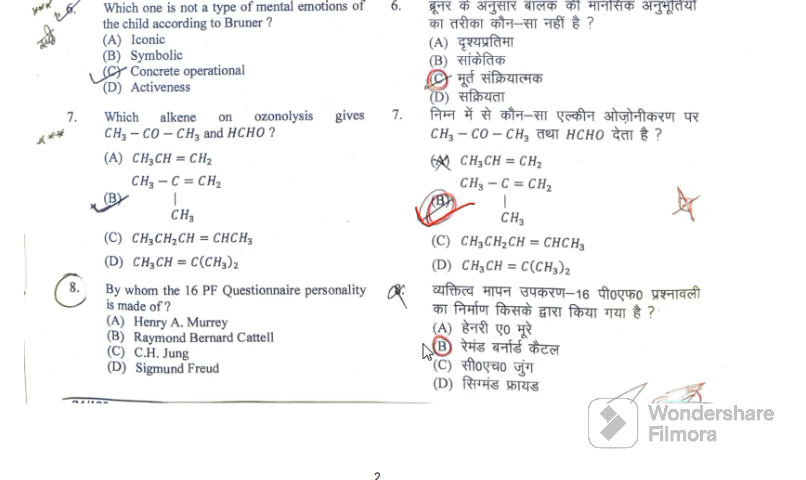 6. Which one is not a type of mental emotions of
the child according to Bruner ?
(A) Iconic
(B) Symbolic
(C) Concrete operational
(D) Activeness
7. Which alkene on ozonolysis gives
CH₃ – CO – CH₃ and HCHO ?
(A) CH₃CH = CH₂
CH₃ – C = CH₂
(B) |
CH₃
(C) CH₃CH₂CH = CHCH₃
(D) CH₃CH = C(CH₃)₂
8. By whom the 16 PF Questionnaire personality
is made of ?
(A) Henry A. Murrey
(B) Raymond Bernard Cattell
(C) C.H. Jung
(D) Sigmund Freud
6. ब्रूनर के अनुसार बालक की मानसिक अनुभूतियों
का तरीका कौन–सा नहीं है ?
(A) दृश्यप्रतिमा
(B) सांकेतिक
(C) मूर्त संक्रियात्मक
(D) सक्रियता
7. निम्न में से कौन–सा एल्कीन ओज़ोनीकरण पर
CH₃ – CO – CH₃ तथा HCHO देता है ?
(A) CH₃CH = CH₂
CH₃ – C = CH₂
(B) |
CH₃
(C) CH₃CH₂CH = CHCH₃
(D) CH₃CH = C(CH₃)₂
8. व्यक्तित्व मापन उपकरण–16 पी0एफ0 प्रश्नावली
का निर्माण किसके द्वारा किया गया है ?
(A) हेनरी ए0 मूरे
(B) रेमंड बर्नार्ड कैटल
(C) सी0एच0 जुंग
(D) सिग्मंड फ्रायड
Wondershare
Filmora
2